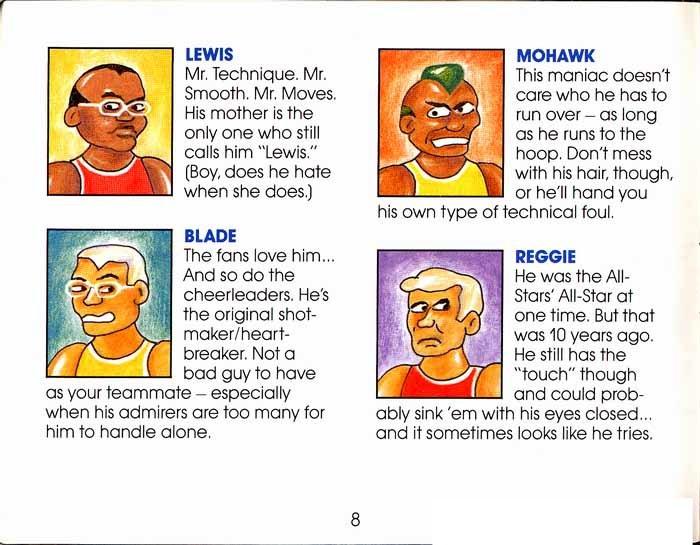 LEWIS
Mr. Technique. Mr.
Smooth. Mr. Moves.
His mother is the
only one who still
calls him "Lewis."
(Boy, does he hate
when she does.)
BLADE
The fans love him...
And so do the
cheerleaders. He's
the original shot-
maker/heart-
breaker. Not a
bad guy to have
as your teammate – especially
when his admirers are too many for
him to handle alone.
MOHAWK
This maniac doesn't
care who he has to
run over – as long
as he runs to the
hoop. Don't mess
with his hair, though,
or he'll hand you
his own type of technical foul.
REGGIE
He was the All-
Stars' All-Star at
one time. But that
was 10 years ago.
He still has the
"touch" though
and could prob-
ably sink 'em with his eyes closed...
and it sometimes looks like he tries.
8